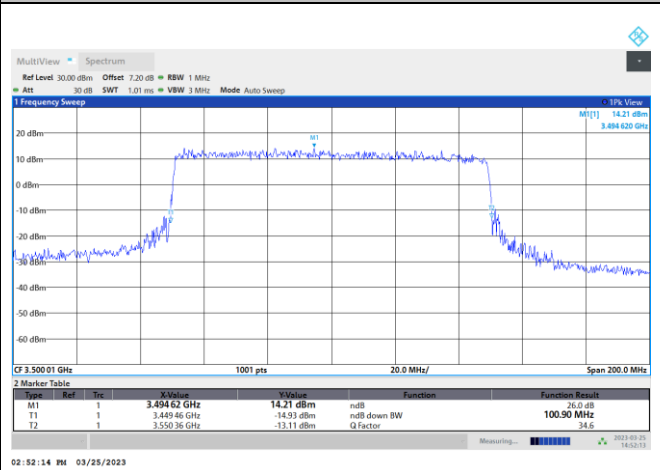 MultiView Spectrum
Ref Level 30.00 dBm Offset 7.20 dB RBW 1 MHz
Att 30 dB SWT 1.01 ms VBW 3 MHz Mode Auto Sweep
1 Frequency Sweep 1Pk View
M1[1] 14.21 dBm
3.494 620 GHz
M1
20 dBm
10 dBm
0 dBm
-10 dBm
-20 dBm
-30 dBm
-40 dBm
-50 dBm
-60 dBm
CF 3.500 01 GHz 1001 pts 20.0 MHz/ Span 200.0 MHz
2 Marker Table
Type Ref Trc X-Value Y-Value Function Function Result
M1 1 3.494 62 GHz 14.21 dBm ndB 26.0 dB
T1 1 3.449 46 GHz -14.93 dBm ndB down BW 100.90 MHz
T2 1 3.550 36 GHz -13.11 dBm Q Factor 34.6
Measuring... 2023-03-25
14:52:13
02:52:14 PM 03/25/2023